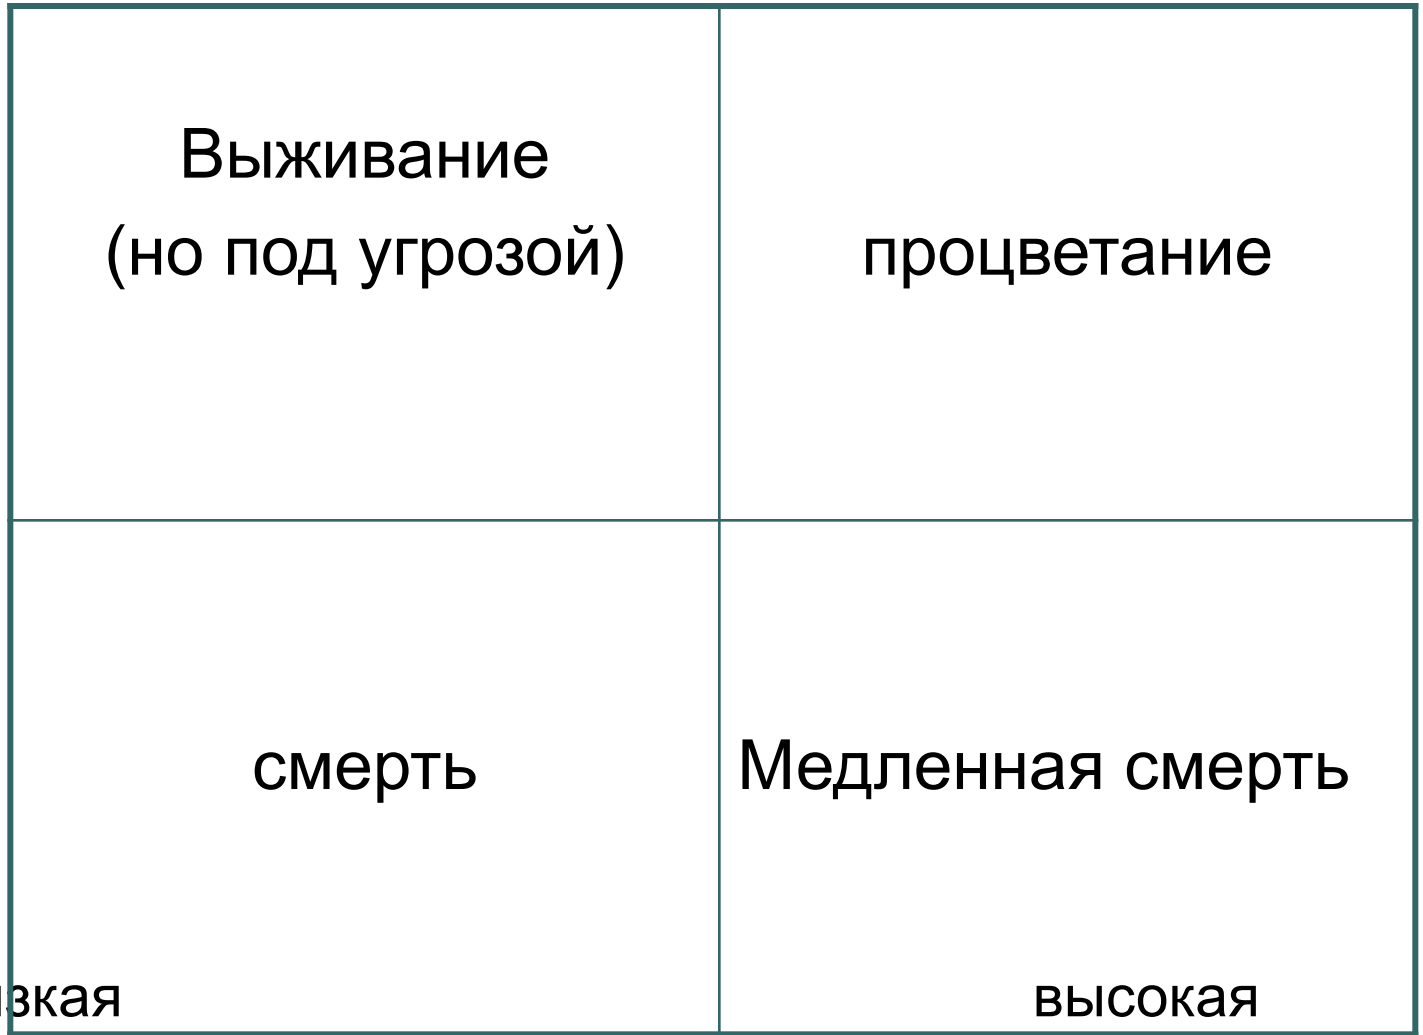 Выживание
(но под угрозой)
процветание
смерть
Медленная смерть
высокая